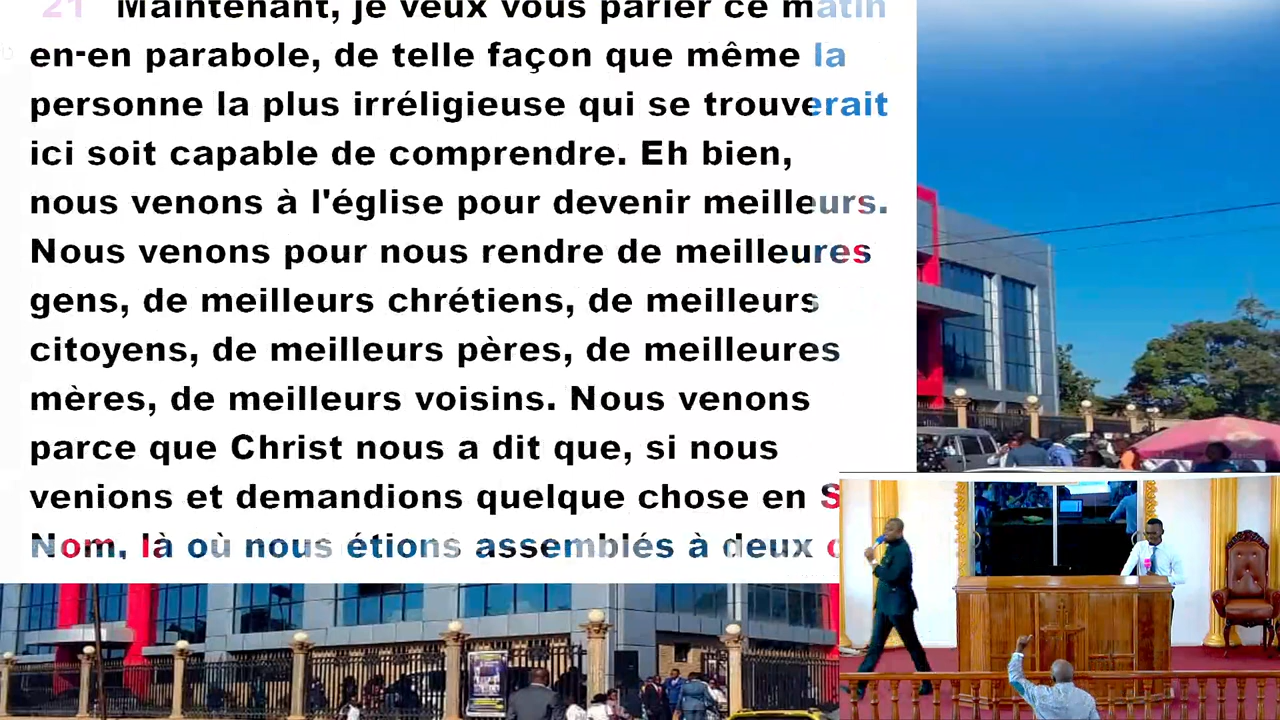 21 Maintenant, je veux vous parler ce matin
en-en parabole, de telle façon que même la
personne la plus irréligieuse qui se trouverait
ici soit capable de comprendre. Eh bien,
nous venons à l'église pour devenir meilleurs.
Nous venons pour nous rendre de meilleures
gens, de meilleurs chrétiens, de meilleurs
citoyens, de meilleurs pères, de meilleures
mères, de meilleurs voisins. Nous venons
parce que Christ nous a dit que, si nous
venions et demandions quelque chose en S
Nom, là où nous étions assemblés à deux o